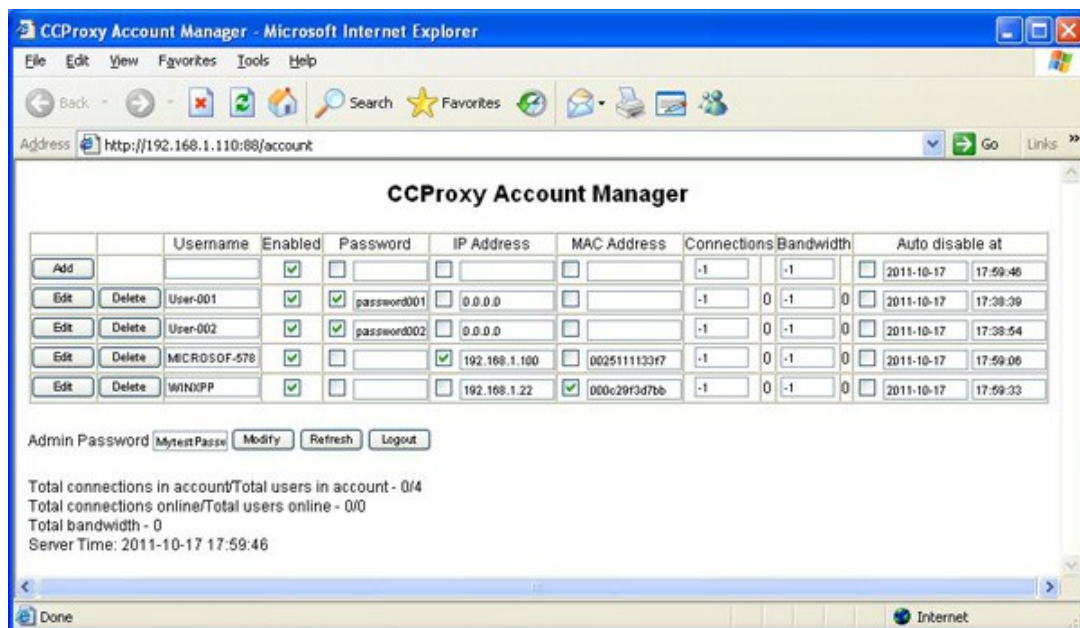 CCProxy Account Manager - Microsoft Internet Explorer
File Edit View Favorites Tools Help
Back Search Favorites
Address http://192.168.1.110:88/account Go Links »
CCProxy Account Manager
Username Enabled Password IP Address MAC Address Connections Bandwidth Auto disable at
Add -1 -1 2011-10-17 17:59:46
Edit Delete User-001 password001 0.0.0.0 -1 0 -1 0 2011-10-17 17:38:39
Edit Delete User-002 password002 0.0.0.0 -1 0 -1 0 2011-10-17 17:38:54
Edit Delete MICROSOF-578 192.168.1.100 0025111133f7 -1 0 -1 0 2011-10-17 17:59:06
Edit Delete WINXPP 192.168.1.22 000c29f3d7bb -1 0 -1 0 2011-10-17 17:59:33
Admin Password MytestPassw Modify Refresh Logout
Total connections in account/Total users in account - 0/4
Total connections online/Total users online - 0/0
Total bandwidth - 0
Server Time: 2011-10-17 17:59:46
Done Internet